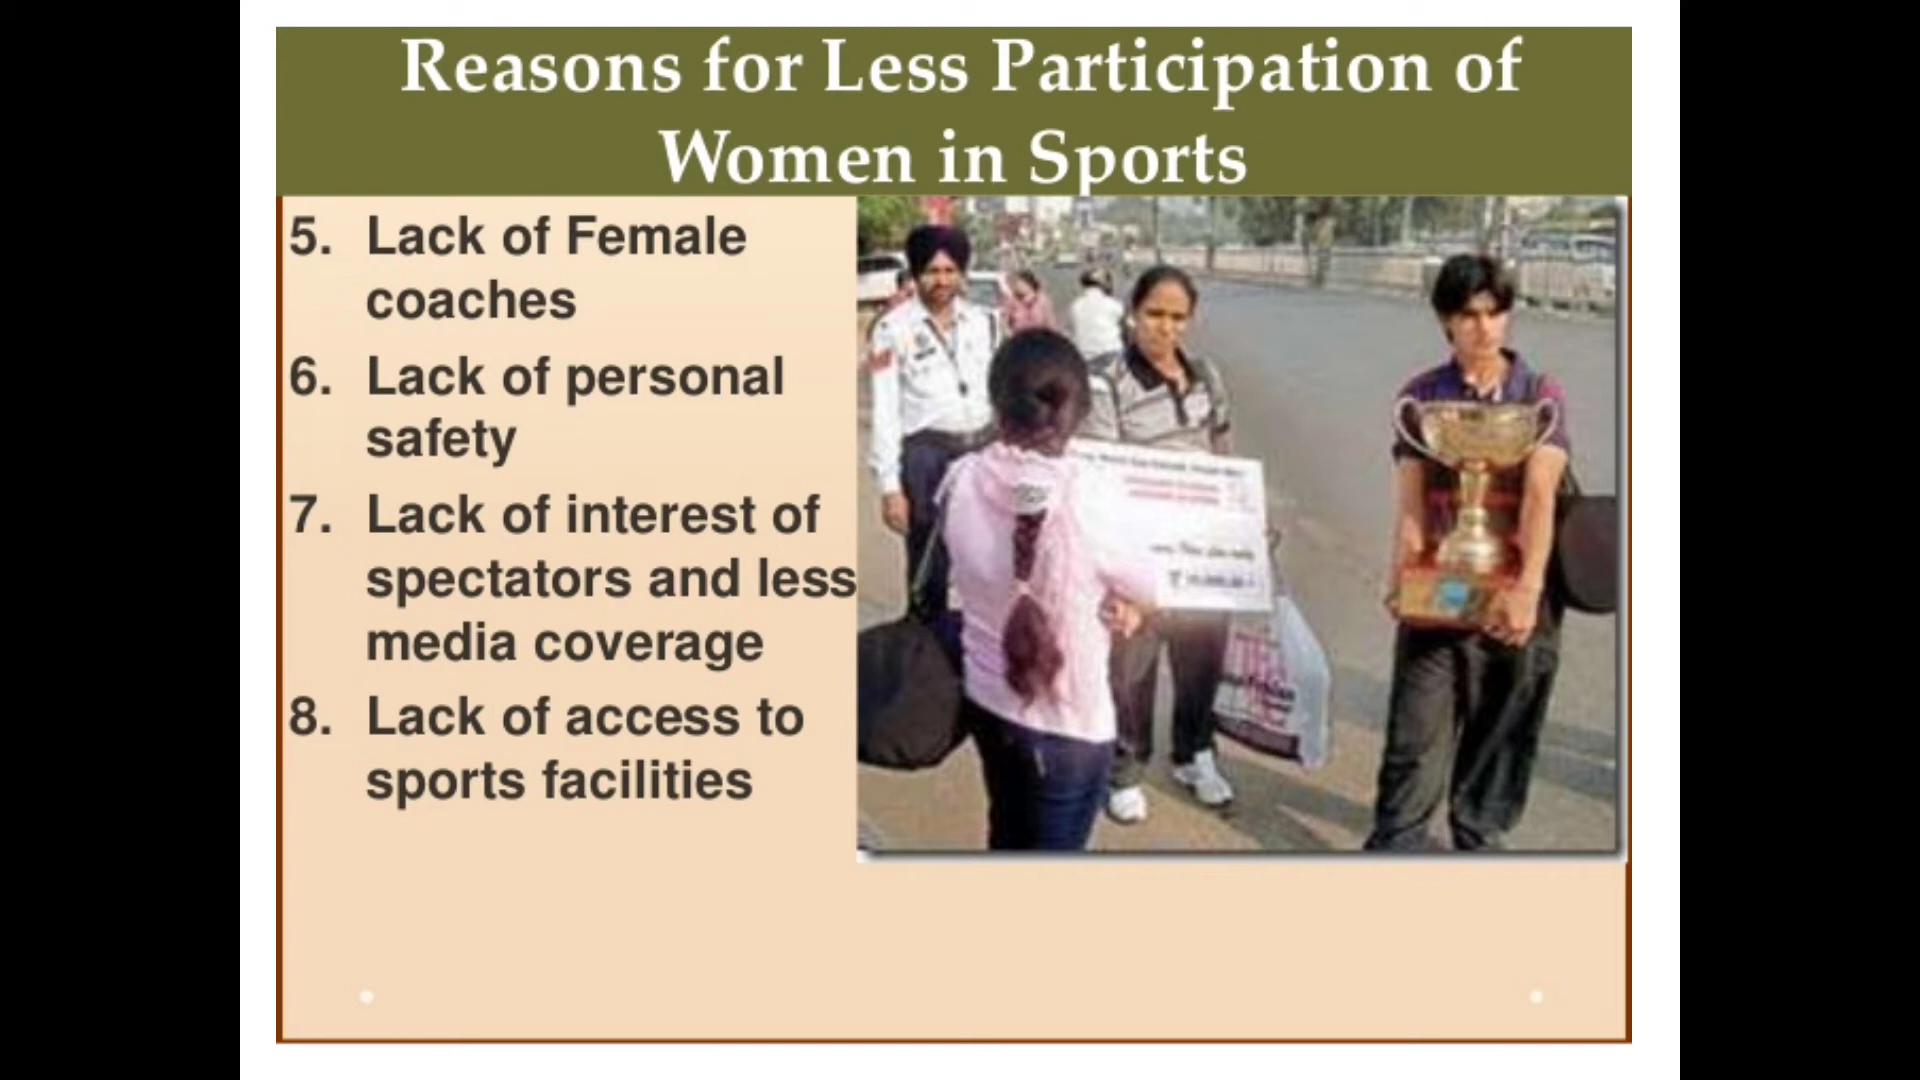 Reasons for Less Participation of
Women in Sports
5. Lack of Female
coaches
6. Lack of personal
safety
7. Lack of interest of
spectators and less
media coverage
8. Lack of access to
sports facilities